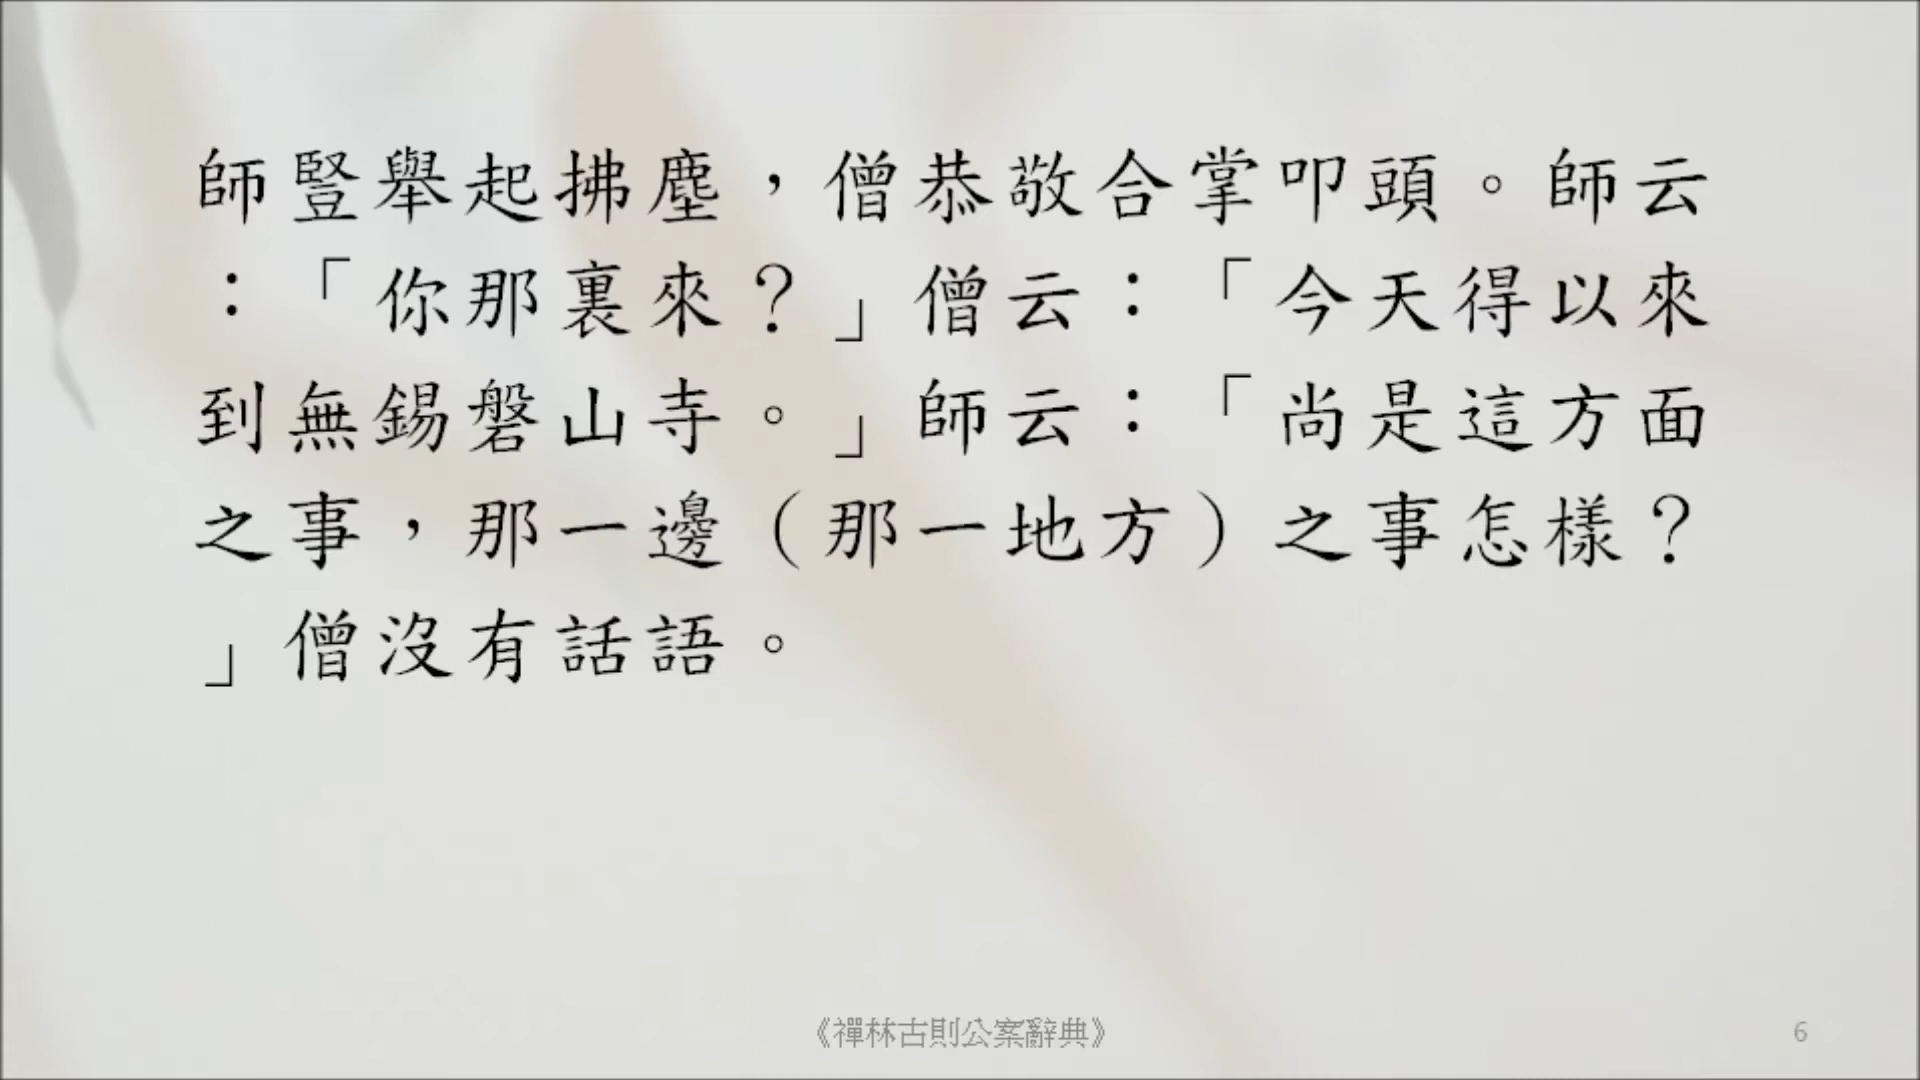 師豎舉起拂塵，僧恭敬合掌叩頭。師云
：「你那裏來？」僧云：「今天得以來
到無錫磐山寺。」師云：「尚是這方面
之事，那一邊（那一地方）之事怎樣？
」僧沒有話語。
《禪林古則公案辭典》
6